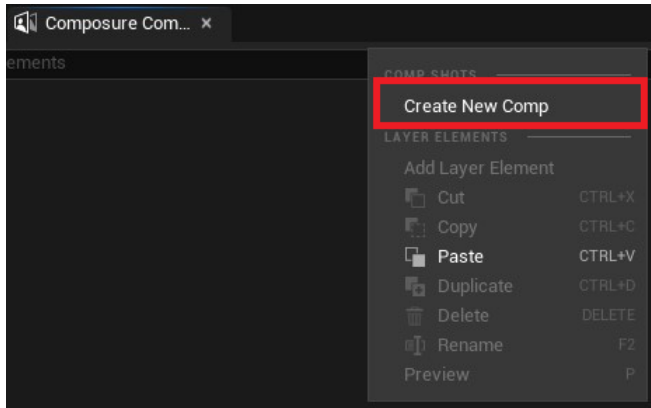 Composure Com... ×
ements
COMP SHOTS
Create New Comp
LAYER ELEMENTS
Add Layer Element
Cut CTRL+X
Copy CTRL+C
Paste CTRL+V
Duplicate CTRL+D
Delete DELETE
Rename F2
Preview P